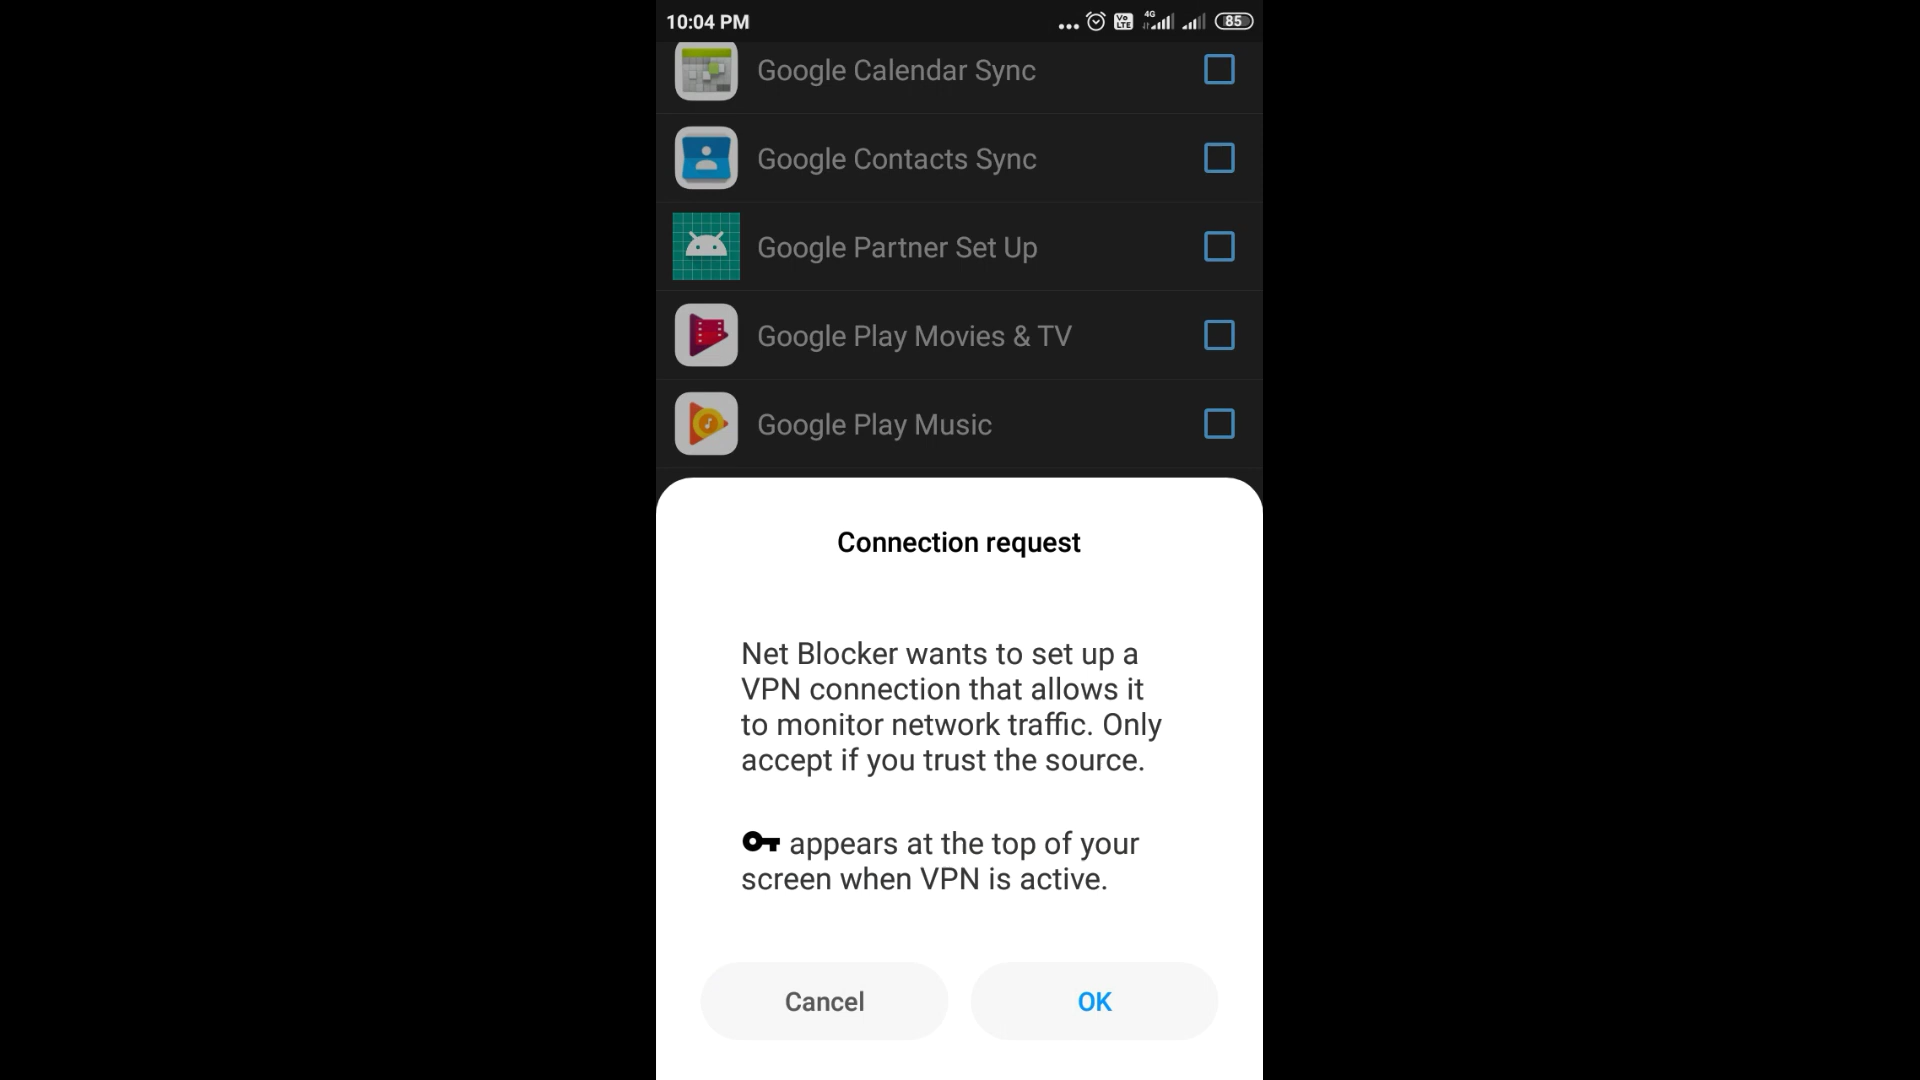 10:04 PM
Vo LTE
4G
85
Google Calendar Sync
Google Contacts Sync
Google Partner Set Up
Google Play Movies & TV
Google Play Music
Connection request
Net Blocker wants to set up a
VPN connection that allows it
to monitor network traffic. Only
accept if you trust the source.
appears at the top of your
screen when VPN is active.
Cancel
OK